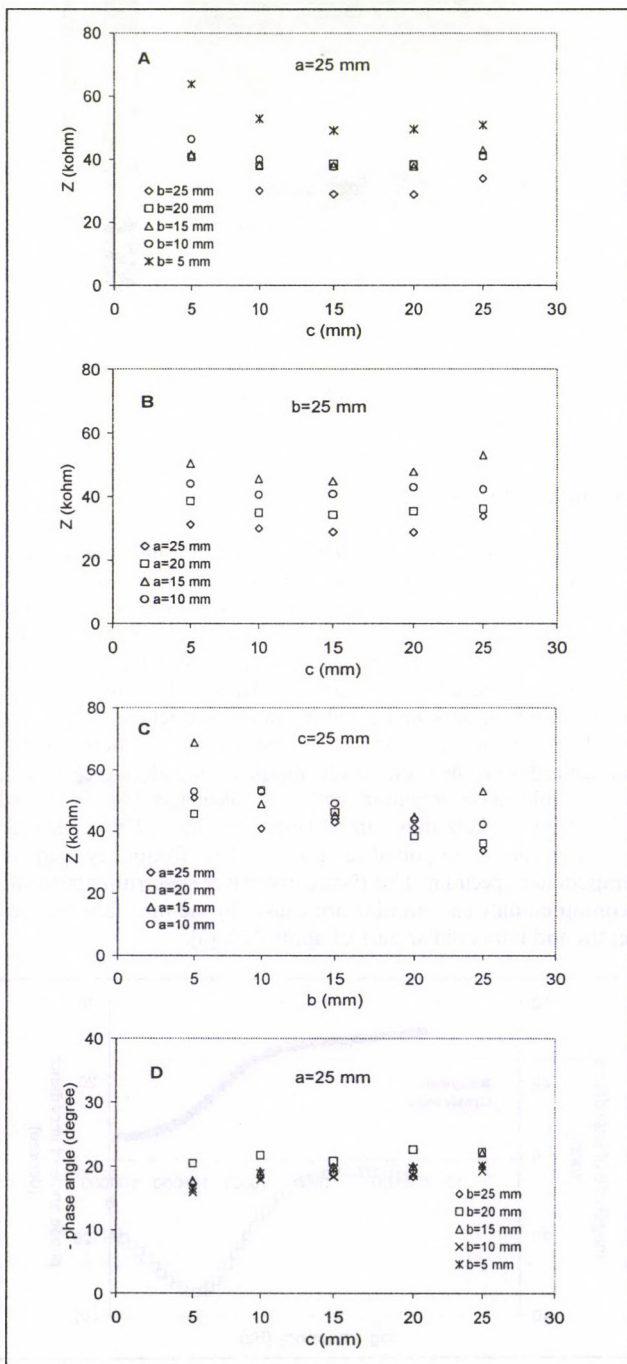 80
A
a=25 mm
60
Z (kohm)
40
20
◇ b=25 mm
□ b=20 mm
△ b=15 mm
○ b=10 mm
b= 5 mm
0
0 5 10 15 20 25 30
c (mm)
80
B
b=25 mm
60
Z (kohm)
40
20
◇ a=25 mm
□ a=20 mm
△ a=15 mm
○ a=10 mm
0
0 5 10 15 20 25 30
c (mm)
80
C
c=25 mm
60
Z (kohm)
40
20
◇ a=25 mm
□ a=20 mm
△ a=15 mm
○ a=10 mm
0
0 5 10 15 20 25 30
b (mm)
40
D
a=25 mm
30
- phase angle (degree)
20
10
◇ b=25 mm
□ b=20 mm
△ b=15 mm
× b=10 mm
b=5 mm
0
0 5 10 15 20 25 30
c (mm)